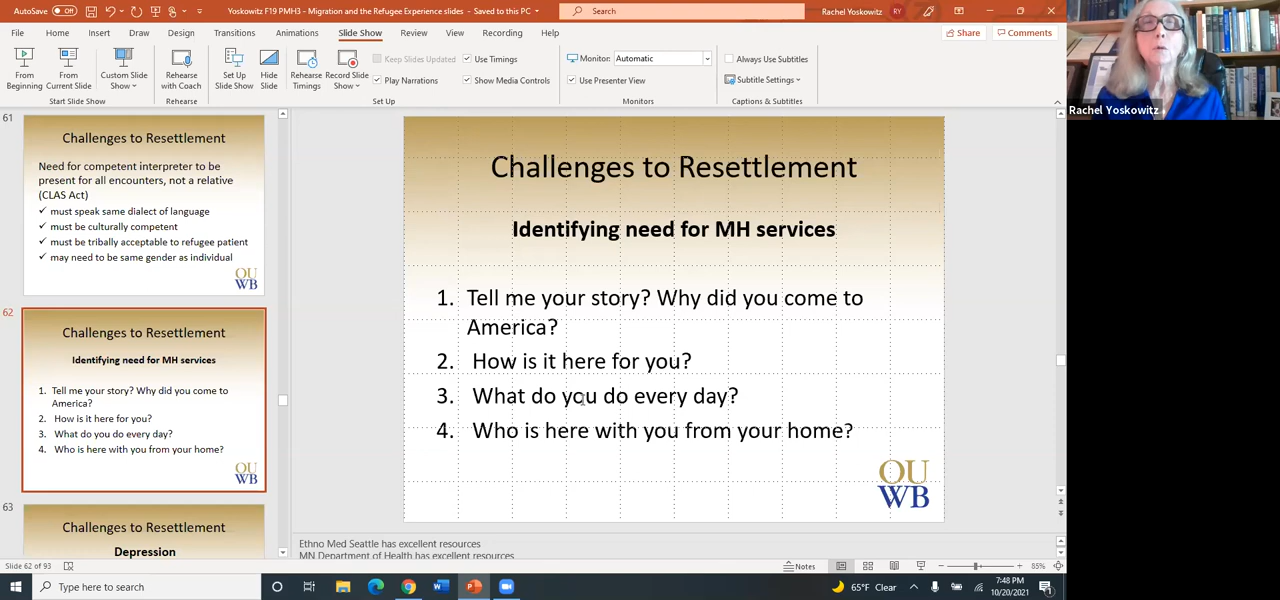 AutoSave Off Yoskowitz F19 PMH3 - Migration and the Refugee Experience slides - Saved to this PC Search Rachel Yoskowitz RY
File Home Insert Draw Design Transitions Animations Slide Show Review View Recording Help Share Comments
From Beginning From Current Slide Custom Slide Show Rehearse with Coach Set Up Slide Show Hide Slide Rehearse Timings Record Slide Show Keep Slides Updated Use Timings Monitor: Automatic Always Use Subtitles
Play Narrations Show Media Controls Use Presenter View Subtitle Settings
Start Slide Show Rehearse Set Up Monitors Captions & Subtitles
Rachel Yoskowitz
61
Challenges to Resettlement
Need for competent interpreter to be
present for all encounters, not a relative
(CLAS Act)
✓ must speak same dialect of language
✓ must be culturally competent
✓ must be tribally acceptable to refugee patient
✓ may need to be same gender as individual
OU
WB
62
Challenges to Resettlement
Identifying need for MH services
1. Tell me your story? Why did you come to
America?
2. How is it here for you?
3. What do you do every day?
4. Who is here with you from your home?
OU
WB
63
Challenges to Resettlement
Depression
Challenges to Resettlement
Identifying need for MH services
1. Tell me your story? Why did you come to
America?
2. How is it here for you?
3. What do you do every day?
4. Who is here with you from your home?
OU
WB
Ethno Med Seattle has excellent resources
MN Department of Health has excellent resources
Slide 62 of 93 Notes 85%
Type here to search 65°F Clear 7:48 PM
10/20/2021